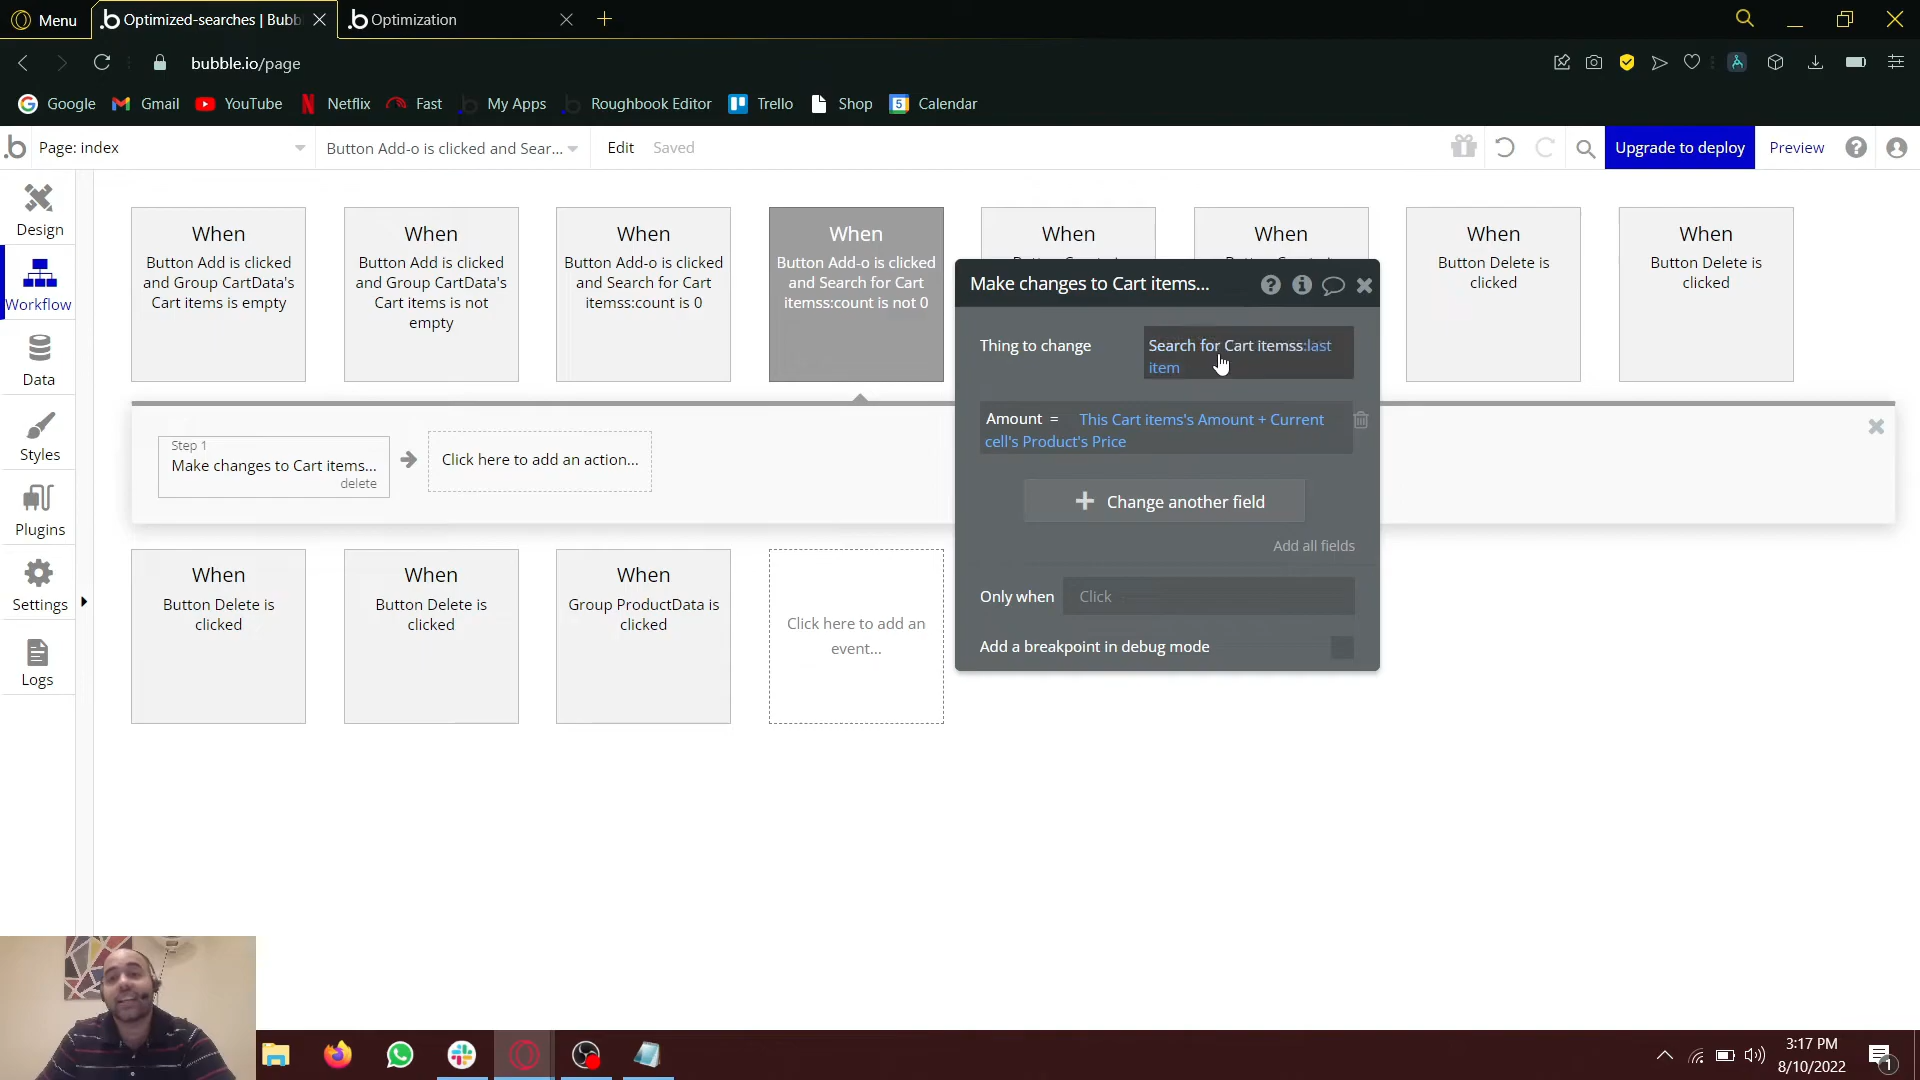 Menu
Optimized-searches | Bubb
Optimization
bubble.io/page
Google
Gmail
YouTube
Netflix
Fast
My Apps
Roughbook Editor
Trello
Shop
5
Calendar
Page: index
Button Add-o is clicked and Sear...
Edit
Saved
Upgrade to deploy
Preview
Design
Workflow
Data
Styles
Plugins
Settings
Logs
When
Button Add is clicked
and Group CartData's
Cart items is empty
When
Button Add is clicked
and Group CartData's
Cart items is not
empty
When
Button Add-o is clicked
and Search for Cart
itemss:count is 0
When
Button Add-o is clicked
and Search for Cart
itemss:count is not 0
When
When
When
Button Delete is
clicked
When
Button Delete is
clicked
Step 1
Make changes to Cart items...
delete
Click here to add an action...
Make changes to Cart items...
Thing to change
Search for Cart itemss:last
item
Amount = This Cart items's Amount + Current
cell's Product's Price
Change another field
Add all fields
Only when
Click
Add a breakpoint in debug mode
When
Button Delete is
clicked
When
Button Delete is
clicked
When
Group ProductData is
clicked
Click here to add an
event...
3:17 PM
8/10/2022
1